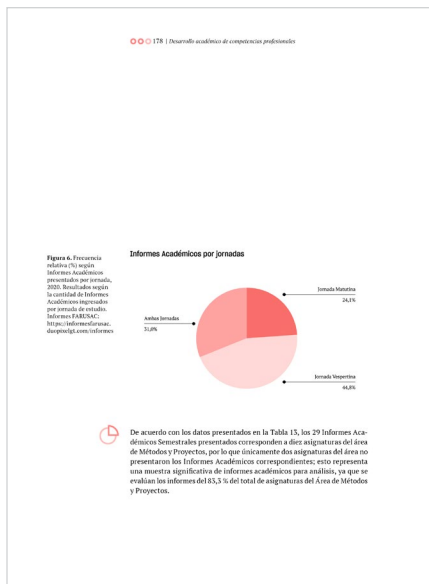 178 | Desarrollo académico de competencias profesionales
Figura 6. Frecuencia
relativa (%) según
Informes Académicos
presentados por jornada,
2020. Resultados según
la cantidad de Informes
Académicos ingresados
por jornada de estudio.
Informes FARUSAC:
https://informesfarusac.
duopixelgt.com/informes
Informes Académicos por jornadas
Jornada Matutina
24,1%
Ambas Jornadas
31,0%
Jornada Vespertina
44,8%
De acuerdo con los datos presentados en la Tabla 13, los 29 Informes Aca-
démicos Semestrales presentados corresponden a diez asignaturas del área
de Métodos y Proyectos, por lo que únicamente dos asignaturas del área no
presentaron los Informes Académicos correspondientes; esto representa
una muestra significativa de informes académicos para análisis, ya que se
evalúan los informes del 83,3 % del total de asignaturas del Área de Métodos
y Proyectos.